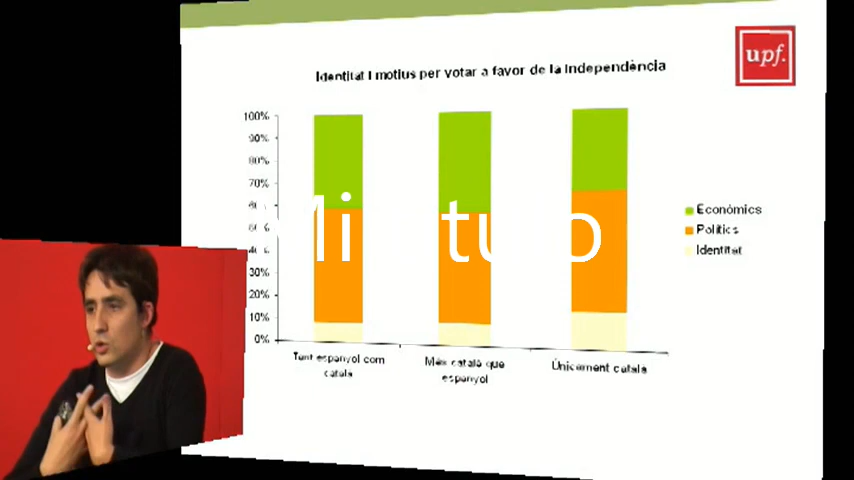 Identitat i motius per votar a favor de la Independència
upf.
100%
90%
80%
70%
30%
20%
10%
0%
Econòmics
Polítics
Identitat
Tant espanyol com
català
Més català que
espanyol
Únicament català